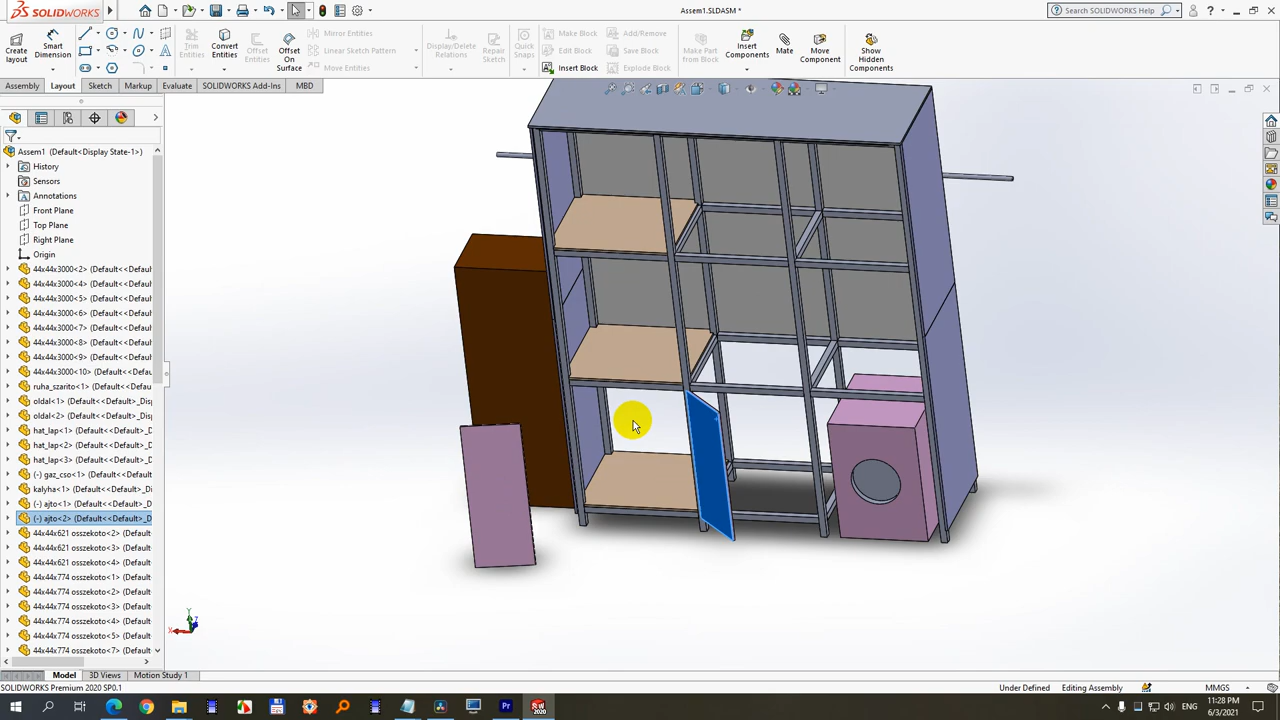 SOLIDWORKS
Assem1.SLDASM *
Search SOLIDWORKS Help
Create Layout
Smart Dimension
Trim Entities
Convert Entities
Offset Entities
Offset On Surface
Mirror Entities
Linear Sketch Pattern
Move Entities
Display/Delete Relations
Repair Sketch
Quick Snaps
Make Block
Edit Block
Insert Block
Add/Remove
Save Block
Explode Block
Make Part from Block
Insert Components
Mate
Move Component
Show Hidden Components
Assembly
Layout
Sketch
Markup
Evaluate
SOLIDWORKS Add-Ins
MBD
Assem1 (Default<Display State-1>)
History
Sensors
Annotations
Front Plane
Top Plane
Right Plane
Origin
44x44x3000<2> (Default<<Defaul
44x44x3000<4> (Default<<Defaul
44x44x3000<5> (Default<<Defaul
44x44x3000<6> (Default<<Defaul
44x44x3000<7> (Default<<Defaul
44x44x3000<8> (Default<<Defaul
44x44x3000<9> (Default<<Defaul
44x44x3000<10> (Default<<Defau
ruha_szarito<1> (Default<<Defau
oldal<1> (Default<<Default>_Disp
oldal<2> (Default<<Default>_Disp
hat_lap<1> (Default<<Default>_D
hat_lap<2> (Default<<Default>_D
hat_lap<3> (Default<<Default>_D
(-) gaz_cso<1> (Default<<Default
kalyha<1> (Default<<Default>_Di
(-) ajto<1> (Default<<Default>_D
(-) ajto<2> (Default<<Default>_D
44x44x621 osszekoto<2> (Default
44x44x621 osszekoto<3> (Default
44x44x621 osszekoto<4> (Default
44x44x774 osszekoto<1> (Default
44x44x774 osszekoto<3> (Default
44x44x774 osszekoto<4> (Default
44x44x774 osszekoto<5> (Default
44x44x774 osszekoto<7> (Default
Y
X
Z
Model
3D Views
Motion Study 1
SOLIDWORKS Premium 2020 SP0.1
Under Defined
Editing Assembly
MMGS
ENG
11:28 PM
6/3/2021